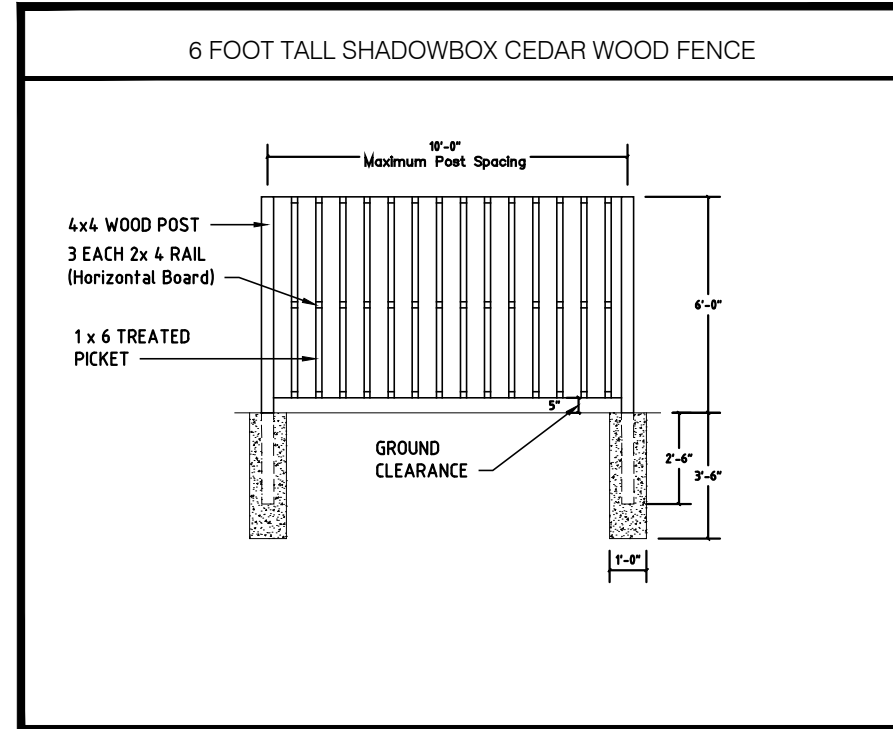 6 FOOT TALL SHADOWBOX CEDAR WOOD FENCE
10'-0"
Maximum Post Spacing
4x4 WOOD POST
3 EACH 2x 4 RAIL
(Horizontal Board)
6'-0"
1 x 6 TREATED
PICKET
5"
GROUND
CLEARANCE
2'-6"
3'-6"
1'-0"